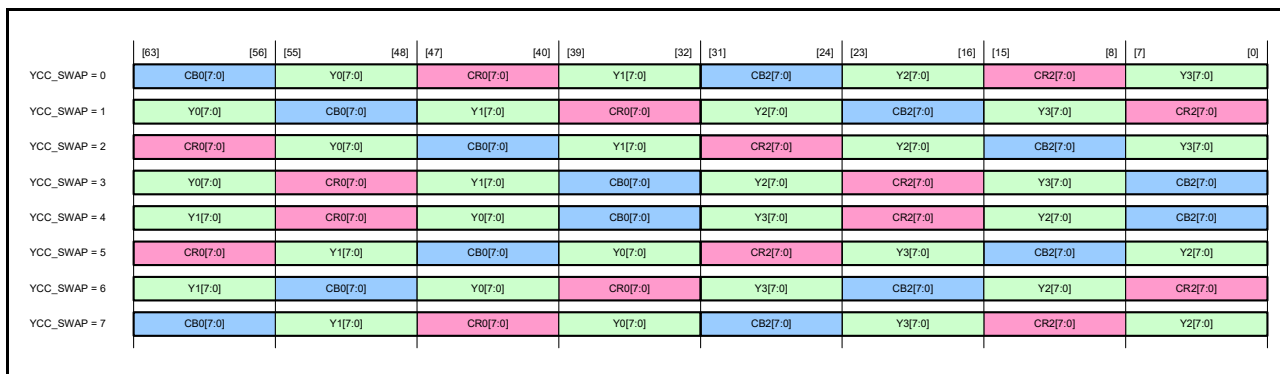 [63] [56] [55] [48] [47] [40] [39] [32] [31] [24] [23] [16] [15] [8] [7] [0]
YCC_SWAP = 0 CB0[7:0] Y0[7:0] CR0[7:0] Y1[7:0] CB2[7:0] Y2[7:0] CR2[7:0] Y3[7:0]
YCC_SWAP = 1 Y0[7:0] CB0[7:0] Y1[7:0] CR0[7:0] Y2[7:0] CB2[7:0] Y3[7:0] CR2[7:0]
YCC_SWAP = 2 CR0[7:0] Y0[7:0] CB0[7:0] Y1[7:0] CR2[7:0] Y2[7:0] CB2[7:0] Y3[7:0]
YCC_SWAP = 3 Y0[7:0] CR0[7:0] Y1[7:0] CB0[7:0] Y2[7:0] CR2[7:0] Y3[7:0] CB2[7:0]
YCC_SWAP = 4 Y1[7:0] CR0[7:0] Y0[7:0] CB0[7:0] Y3[7:0] CR2[7:0] Y2[7:0] CB2[7:0]
YCC_SWAP = 5 CR0[7:0] Y1[7:0] CB0[7:0] Y0[7:0] CR2[7:0] Y3[7:0] CB2[7:0] Y2[7:0]
YCC_SWAP = 6 Y1[7:0] CB0[7:0] Y0[7:0] CR0[7:0] Y3[7:0] CB2[7:0] Y2[7:0] CR2[7:0]
YCC_SWAP = 7 CB0[7:0] Y1[7:0] CR0[7:0] Y0[7:0] CB2[7:0] Y3[7:0] CR2[7:0] Y2[7:0]